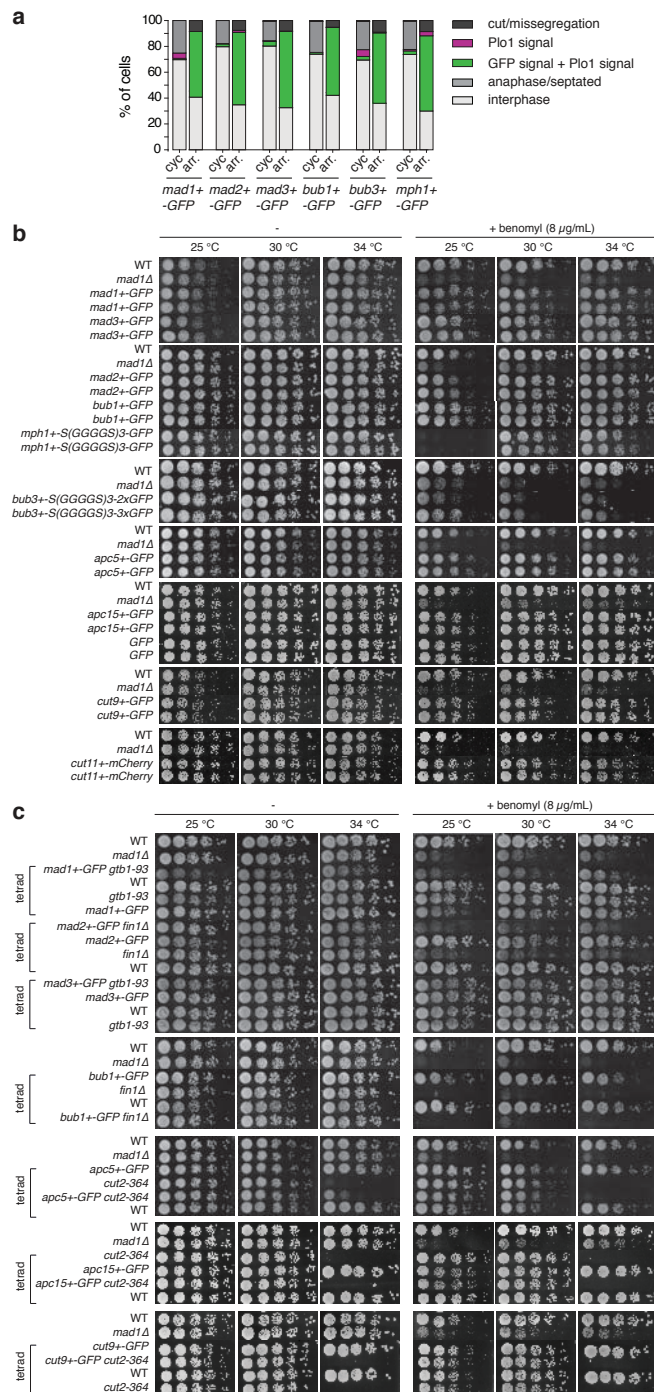 a
% of cells
100
80
60
40
20
0
cyc arr. cyc arr. cyc arr. cyc arr. cyc arr. cyc arr.
mad1+ mad2+ mad3+ bub1+ bub3+ mph1+
-GFP -GFP -GFP -GFP -GFP -GFP
cut/missegregation
Plo1 signal
GFP signal + Plo1 signal
anaphase/septated
interphase
b
- + benomyl (8 µg/mL)
25 °C 30 °C 34 °C 25 °C 30 °C 34 °C
WT
mad1Δ
mad1+-GFP
mad1+-GFP
mad3+-GFP
mad3+-GFP
WT
mad1Δ
mad2+-GFP
mad2+-GFP
bub1+-GFP
bub1+-GFP
mph1+-S(GGGGS)3-GFP
mph1+-S(GGGGS)3-GFP
WT
mad1Δ
bub3+-S(GGGGS)3-2xGFP
bub3+-S(GGGGS)3-3xGFP
WT
mad1Δ
apc5+-GFP
apc5+-GFP
WT
mad1Δ
apc15+-GFP
apc15+-GFP
GFP
GFP
WT
mad1Δ
cut9+-GFP
cut9+-GFP
WT
mad1Δ
cut11+-mCherry
cut11+-mCherry
c
- + benomyl (8 µg/mL)
25 °C 30 °C 34 °C 25 °C 30 °C 34 °C
WT
mad1Δ
tetrad
mad1+-GFP gtb1-93
WT
gtb1-93
mad1+-GFP
tetrad
mad2+-GFP fin1Δ
mad2+-GFP
fin1Δ
WT
tetrad
mad3+-GFP gtb1-93
mad3+-GFP
WT
gtb1-93
WT
mad1Δ
tetrad
bub1+-GFP
fin1Δ
WT
bub1+-GFP fin1Δ
WT
mad1Δ
tetrad
apc5+-GFP
cut2-364
apc5+-GFP cut2-364
WT
WT
mad1Δ
tetrad
cut2-364
apc15+-GFP
apc15+-GFP cut2-364
WT
WT
mad1Δ
tetrad
cut9+-GFP
cut9+-GFP cut2-364
WT
cut2-364